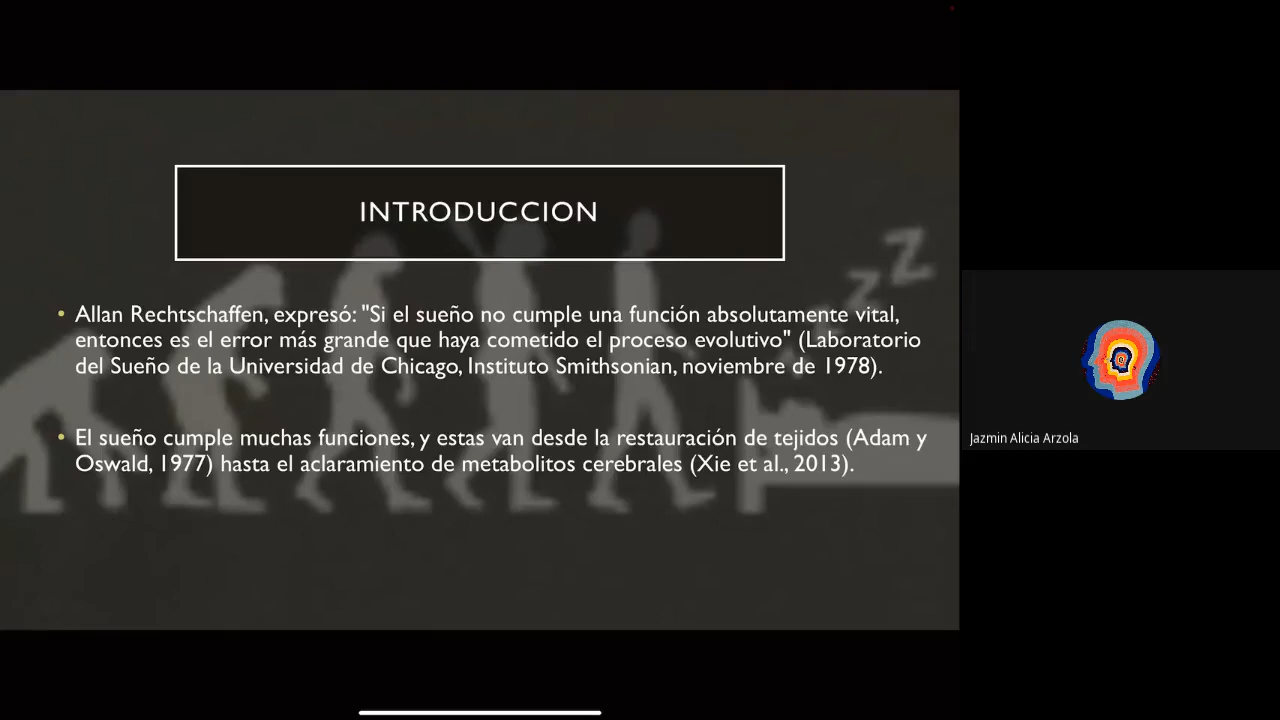 INTRODUCCION
• Allan Rechtschaffen, expresó: "Si el sueño no cumple una función absolutamente vital,
entonces es el error más grande que haya cometido el proceso evolutivo" (Laboratorio
del Sueño de la Universidad de Chicago, Instituto Smithsonian, noviembre de 1978).
• El sueño cumple muchas funciones, y estas van desde la restauración de tejidos (Adam y
Oswald, 1977) hasta el aclaramiento de metabolitos cerebrales (Xie et al., 2013).
z z Z
Jazmin Alicia Arzola